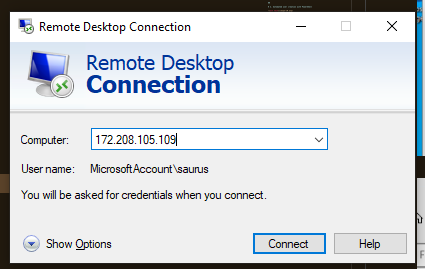 Remote Desktop Connection
Remote Desktop
Connection
Computer:
172.208.105.109
User name:
MicrosoftAccount\saurus
You will be asked for credentials when you connect.
Show Options
Connect
Help